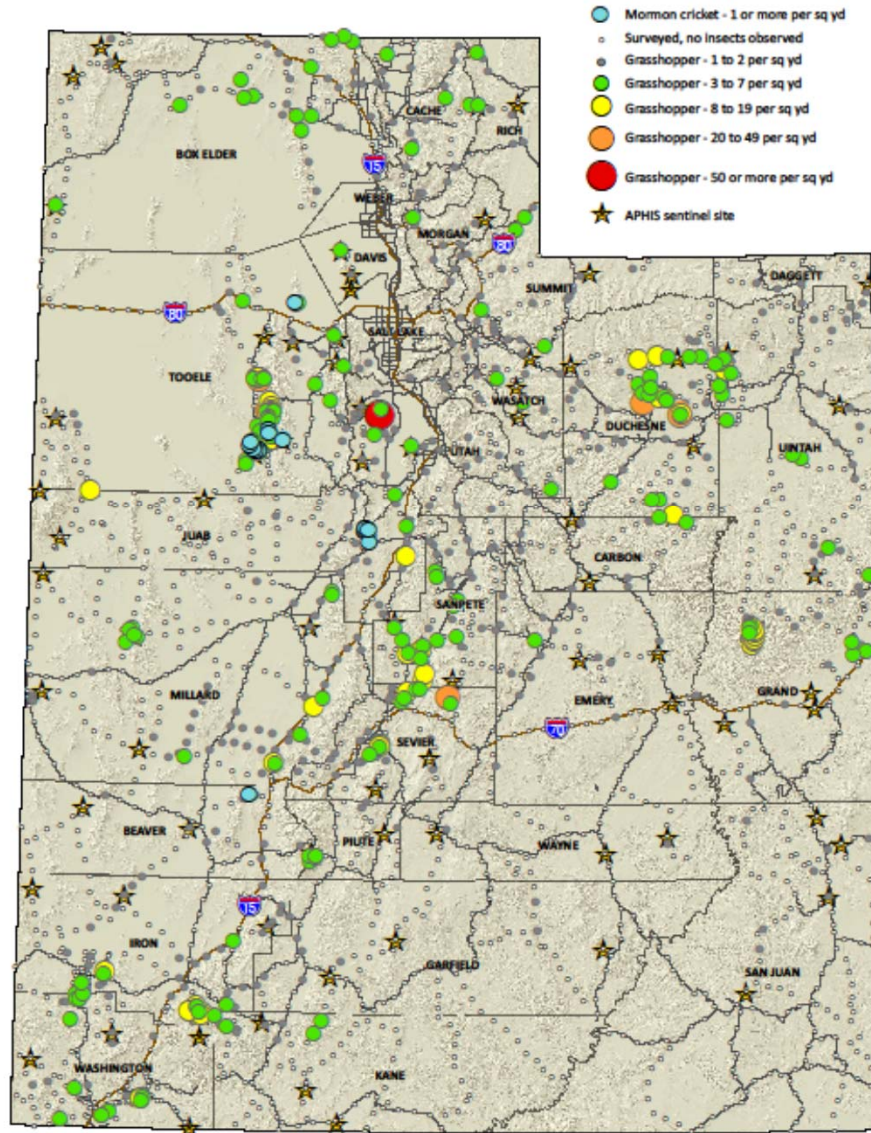 Mormon cricket - 1 or more per sq yd
Surveyed, no Insects observed
Grasshopper - 1 to 2 per sq yd
Grasshopper - 3 to 7 per sq yd
Grasshopper - 8 to 19 per sq yd
Grasshopper - 20 to 49 per sq yd
Grasshopper - 50 or more per sq yd
APHIS sentinel site
CACHE
RICH
BOX ELDER
15
WEBER
MORGAN
80
DAVIS
SUMMIT
DAGGETT
80
SALT LAKE
TOOELE
WASATCH
DUCHESNE
UTAH
UINTAH
JUAB
CARBON
SANPETE
MILLARD
EMERY
GRAND
70
SEVIER
BEAVER
PIUTE
WAYNE
15
IRON
GARFIELD
SAN JUAN
WASHINGTON
KANE